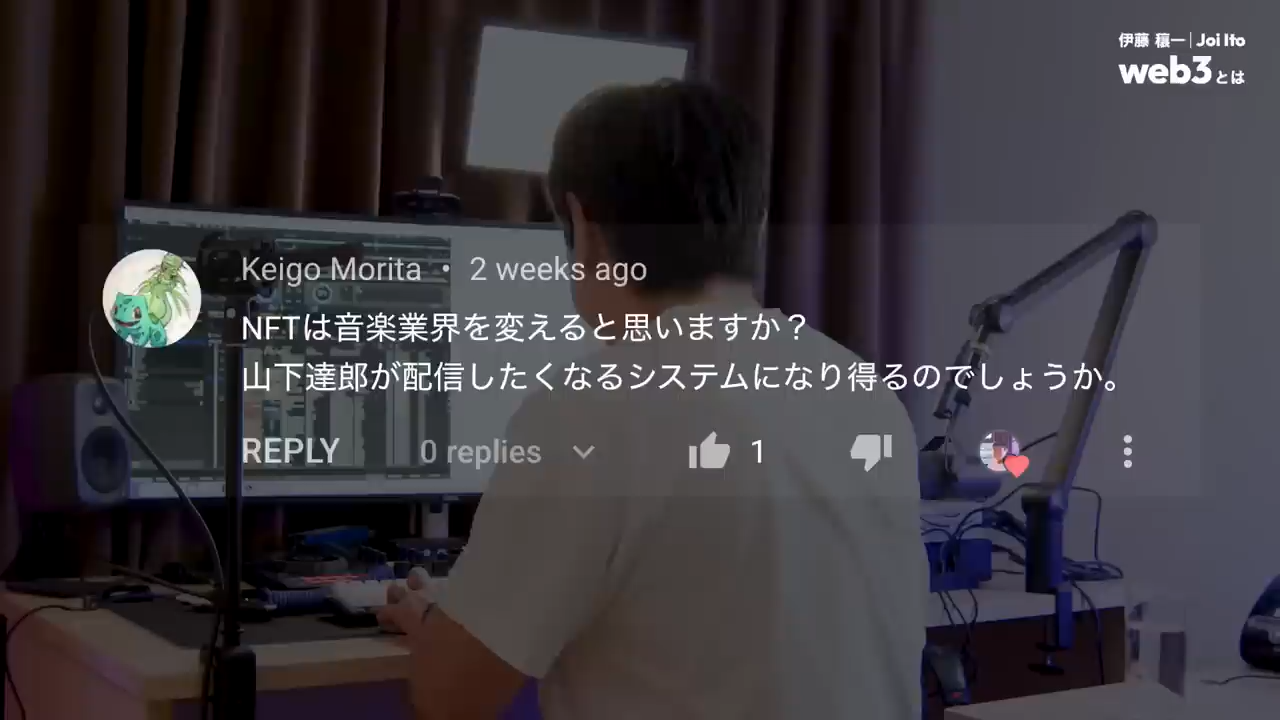 伊藤 穰一 | Joi Ito
web3とは
Keigo Morita • 2 weeks ago
NFTは音楽業界を変えると思いますか？
山下達郎が配信したくなるシステムになり得るのでしょうか。
REPLY 0 replies 1